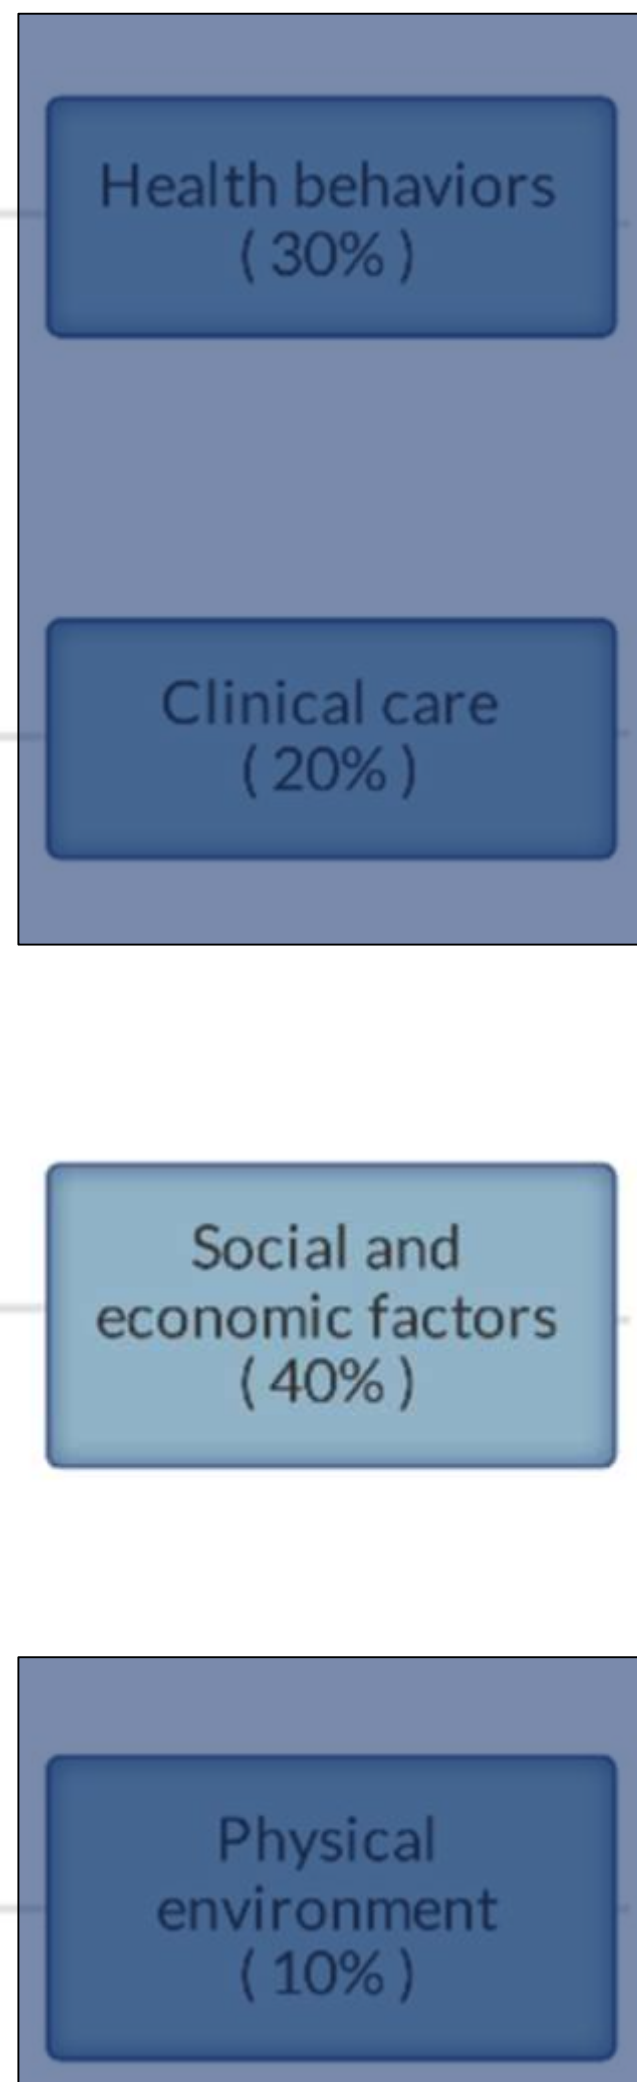 Health behaviors
( 30% )
Clinical care
( 20% )
Social and
economic factors
( 40% )
Physical
environment
( 10% )